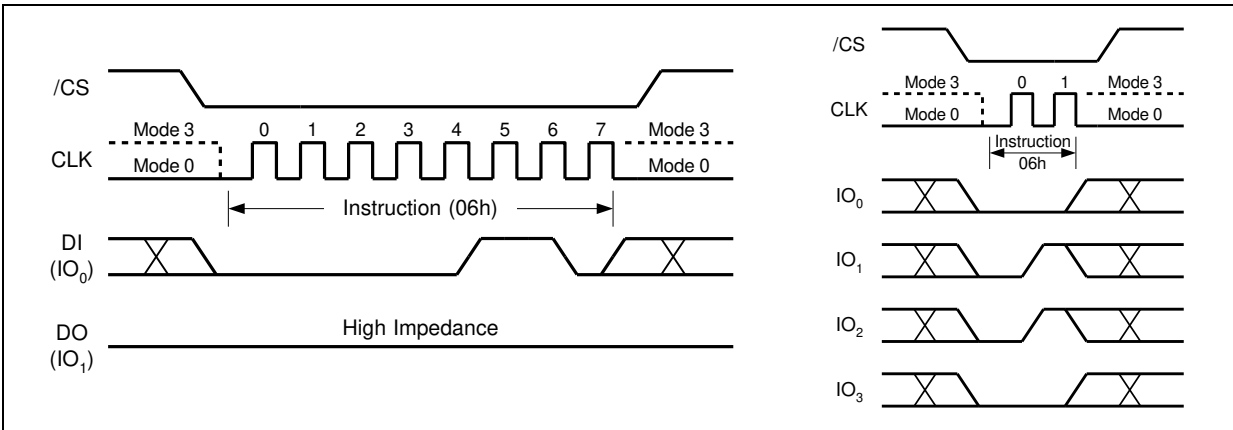 /CS
Mode 3 0 1 2 3 4 5 6 7 Mode 3
CLK Mode 0 Mode 0
Instruction (06h)
DI
(IO0)
High Impedance
DO
(IO1)
/CS
Mode 3 0 1 Mode 3
CLK Mode 0 Mode 0
Instruction
06h
IO0
IO1
IO2
IO3